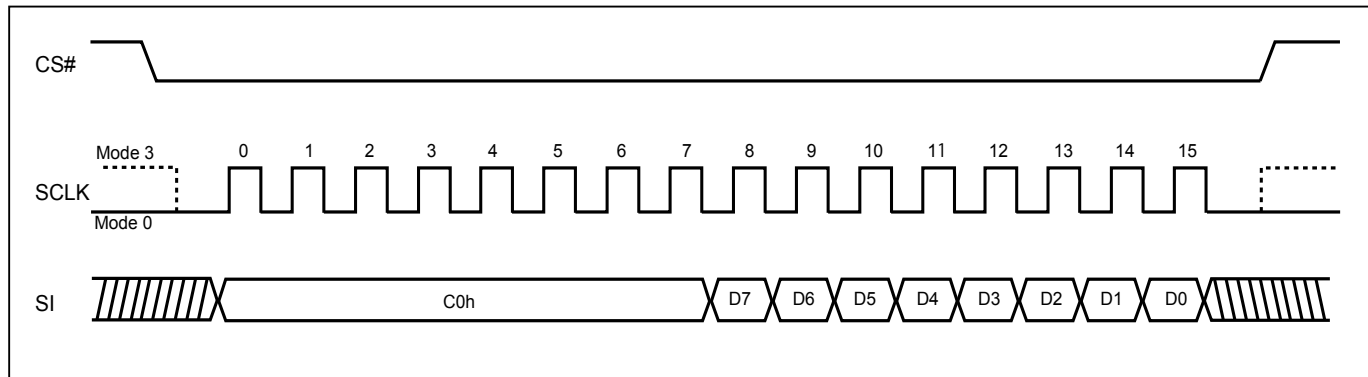 CS#
Mode 3
0 1 2 3 4 5 6 7 8 9 10 11 12 13 14 15
SCLK
Mode 0
SI
C0h D7 D6 D5 D4 D3 D2 D1 D0